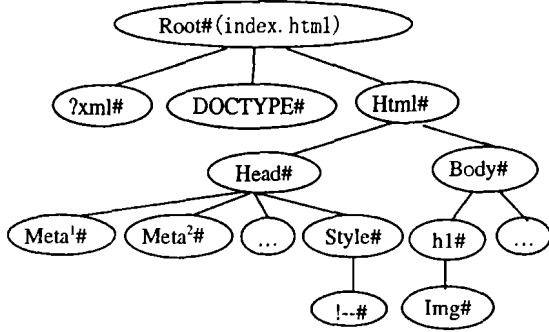 Root#(index.html)
?xml# DOCTYPE# Html#
Head# Body#
Meta¹# Meta²# ... Style# h1# ...
!--# Img#